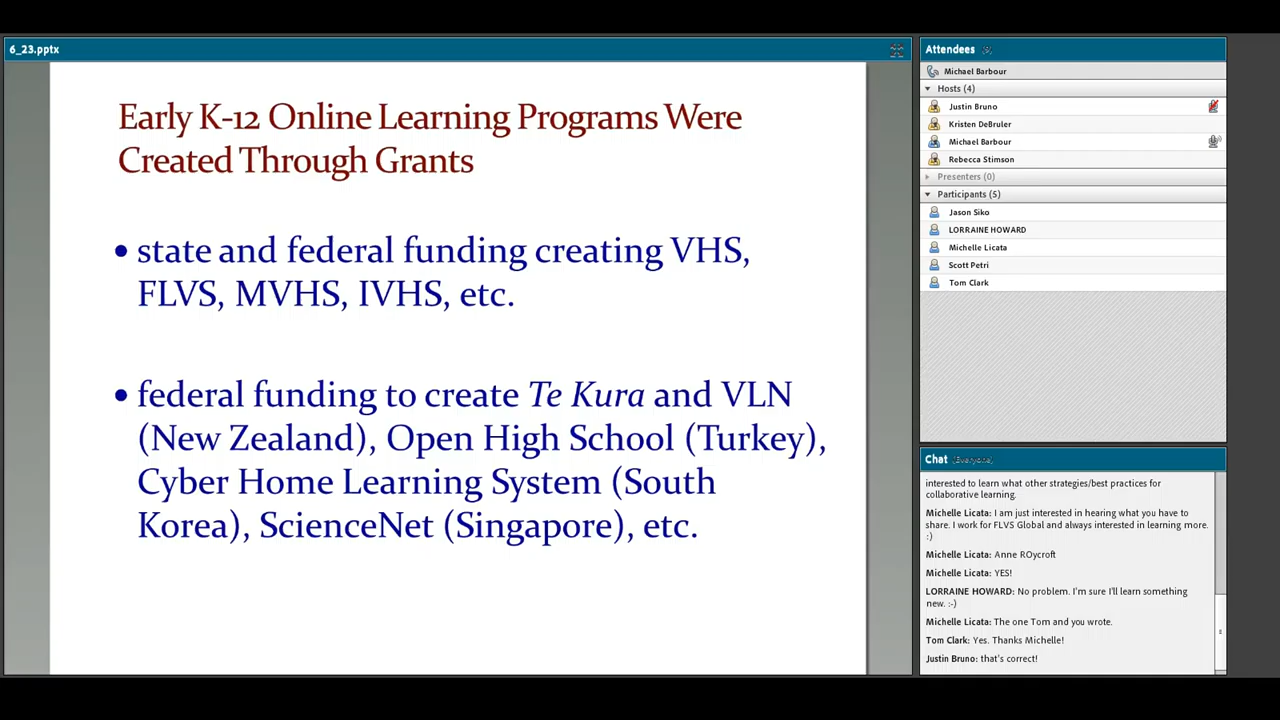 6_23.pptx
Early K-12 Online Learning Programs Were
Created Through Grants
• state and federal funding creating VHS,
FLVS, MVHS, IVHS, etc.
• federal funding to create Te Kura and VLN
(New Zealand), Open High School (Turkey),
Cyber Home Learning System (South
Korea), ScienceNet (Singapore), etc.
Attendees
Michael Barbour
Hosts (4)
Justin Bruno
Kristen DeBruler
Michael Barbour
Rebecca Stimson
Presenters (0)
Participants (5)
Jason Siko
LORRAINE HOWARD
Michelle Licata
Scott Petri
Tom Clark
Chat (Everyone)
interested to learn what other strategies/best practices for
collaborative learning.
Michelle Licata: I am just interested in hearing what you have to
share. I work for FLVS Global and always interested in learning more.
:)
Michelle Licata: Anne ROycroft
Michelle Licata: YES!
LORRAINE HOWARD: No problem. I'm sure I'll learn something
new. :-)
Michelle Licata: The one Tom and you wrote.
Tom Clark: Yes. Thanks Michelle!
Justin Bruno: that's correct!